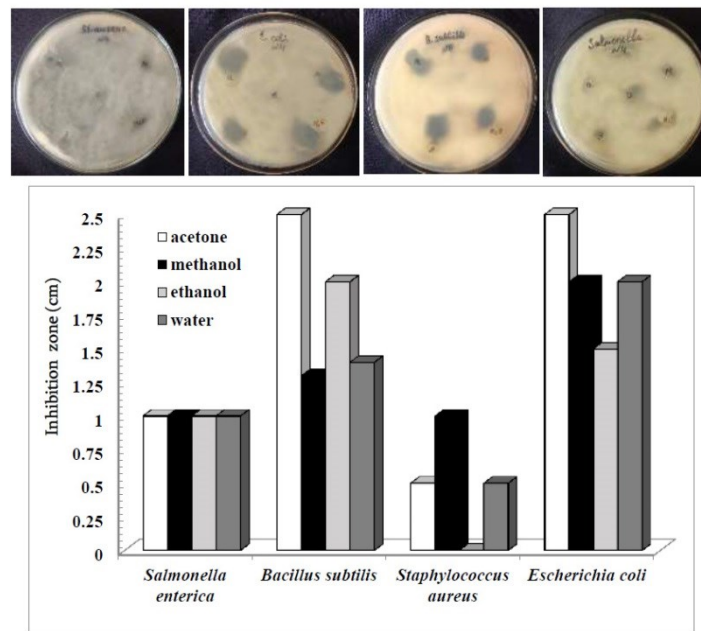 E. coli
B. subtilis
Salmonella
Inhibition zone (cm)
2.5
2.25
2
1.75
1.5
1.25
1
0.75
0.5
0.25
0
acetone
methanol
ethanol
water
Salmonella
enterica
Bacillus subtilis
Staphylococcus
aureus
Escherichia coli